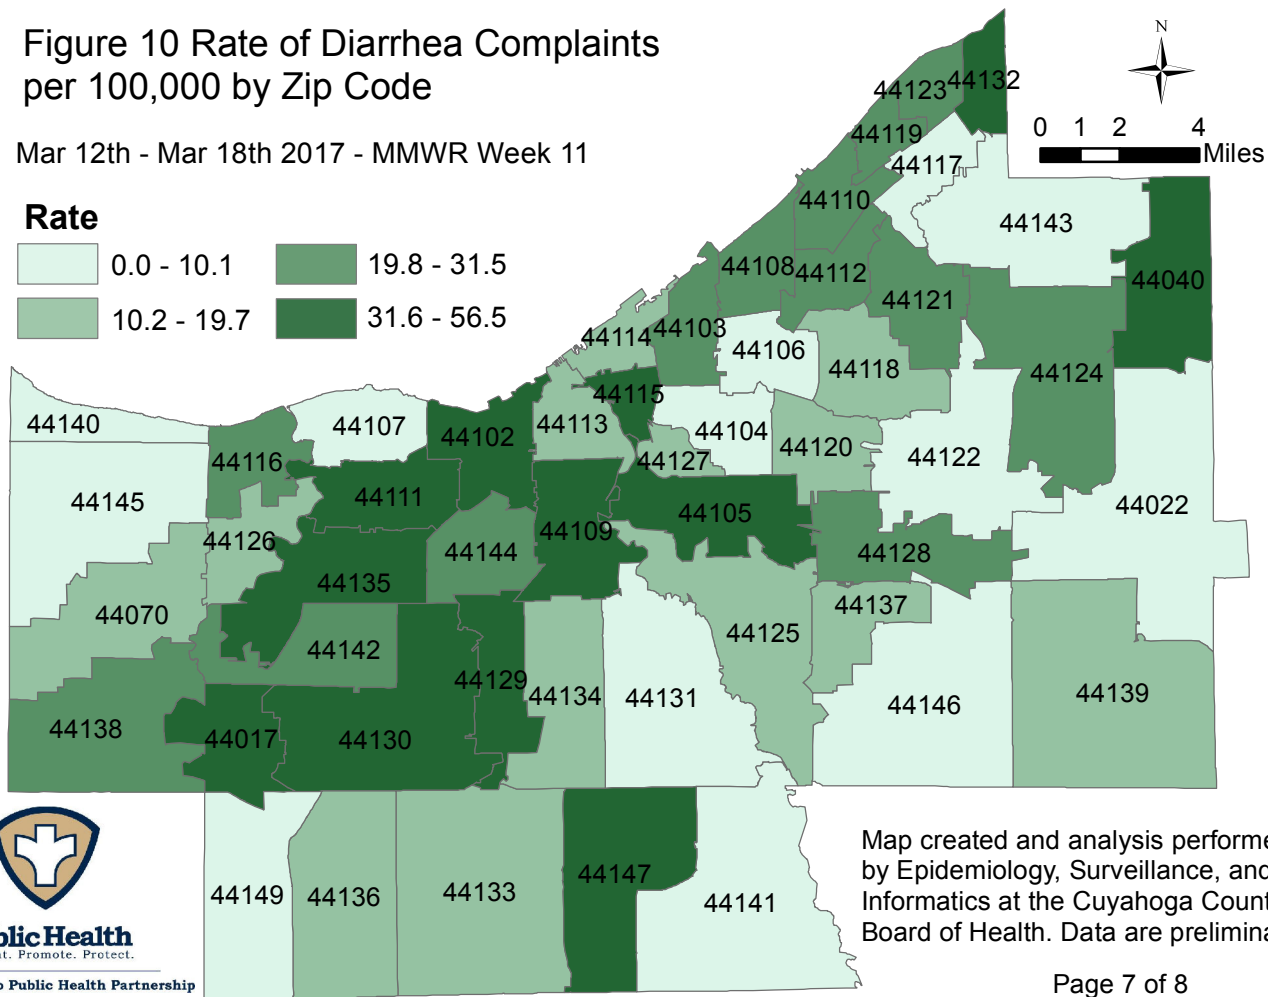 Figure 10 Rate of Diarrhea Complaints
per 100,000 by Zip Code
Mar 12th - Mar 18th 2017 - MMWR Week 11
Rate
0.0 - 10.1
19.8 - 31.5
10.2 - 19.7
31.6 - 56.5
N
0 1 2 4
Miles
44132
44123
44119
44117
44110
44143
44108
44112
44040
44121
44103
44114
44106
44118
44124
44115
44140
44107
44102
44113
44104
44120
44122
44116
44127
44145
44111
44105
44022
44109
44126
44144
44128
44135
44070
44137
44125
44142
44129
44134
44131
44146
44139
44138
44017
44130
44147
44149
44136
44133
44141
blicHealth
nt. Promote. Protect.
o Public Health Partnership
Map created and analysis performe
by Epidemiology, Surveillance, and
Informatics at the Cuyahoga Count
Board of Health. Data are prelimina
Page 7 of 8